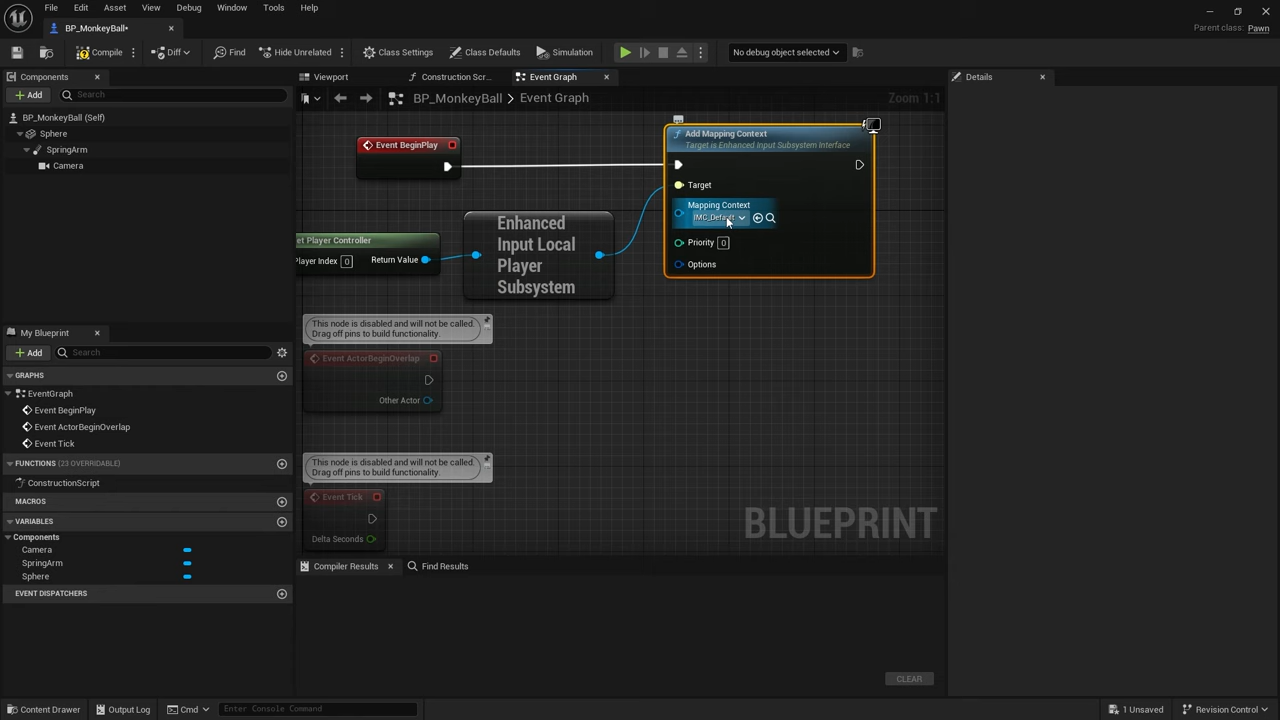 File Edit Asset View Debug Window Tools Help
BP_MonkeyBall•
Parent class: Pawn
Compile Diff Find Hide Unrelated Class Settings Class Defaults Simulation No debug object selected
Components
Add Search
BP_MonkeyBall (Self)
Sphere
SpringArm
Camera
Viewport Construction Scr... Event Graph
BP_MonkeyBall > Event Graph Zoom 1:1
Event BeginPlay
Add Mapping Context
Target is Enhanced Input Subsystem Interface
Target
Mapping Context
IMC_Default
Priority 0
Options
Enhanced
Input Local
Player
Subsystem
et Player Controller
layer Index 0 Return Value
This node is disabled and will not be called.
Drag off pins to build functionality.
Event ActorBeginOverlap
Other Actor
This node is disabled and will not be called.
Drag off pins to build functionality.
Event Tick
Delta Seconds
BLUEPRINT
Details
My Blueprint
Add Search
GRAPHS
EventGraph
Event BeginPlay
Event ActorBeginOverlap
Event Tick
FUNCTIONS (23 OVERRIDABLE)
ConstructionScript
MACROS
VARIABLES
Components
Camera
SpringArm
Sphere
EVENT DISPATCHERS
Compiler Results Find Results
CLEAR
Content Drawer Output Log Cmd Enter Console Command 1 Unsaved Revision Control